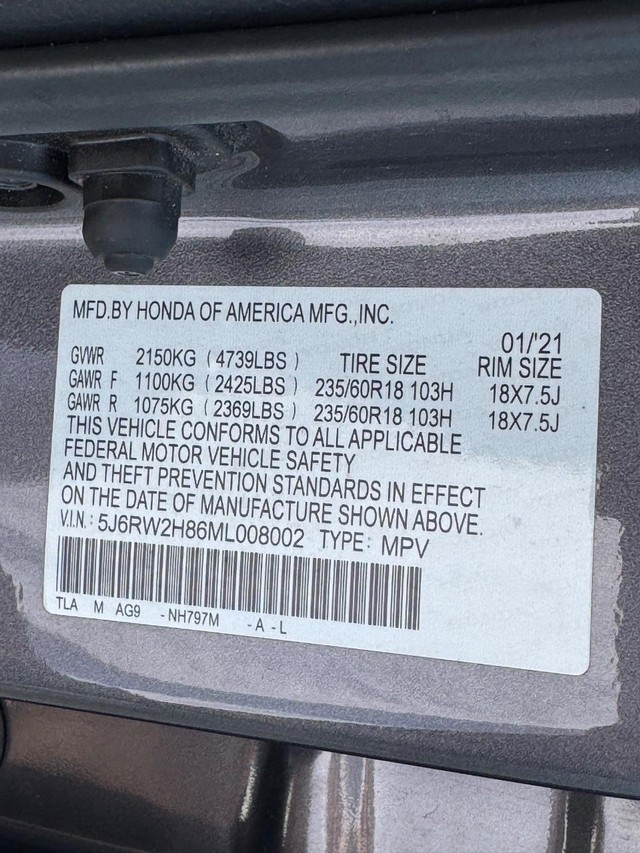 MFD.BY HONDA OF AMERICA MFG.,INC.
01/'21
GVWR 2150KG (4739LBS) TIRE SIZE RIM SIZE
GAWR F 1100KG (2425LBS) 235/60R18 103H 18X7.5J
GAWR R 1075KG (2369LBS) 235/60R18 103H 18X7.5J
THIS VEHICLE CONFORMS TO ALL APPLICABLE
FEDERAL MOTOR VEHICLE SAFETY
AND THEFT PREVENTION STANDARDS IN EFFECT
ON THE DATE OF MANUFACTURE SHOWN ABOVE.
V.I.N.: 5J6RW2H86ML008002 TYPE: MPV
TLA M AG9 -NH797M -A -L